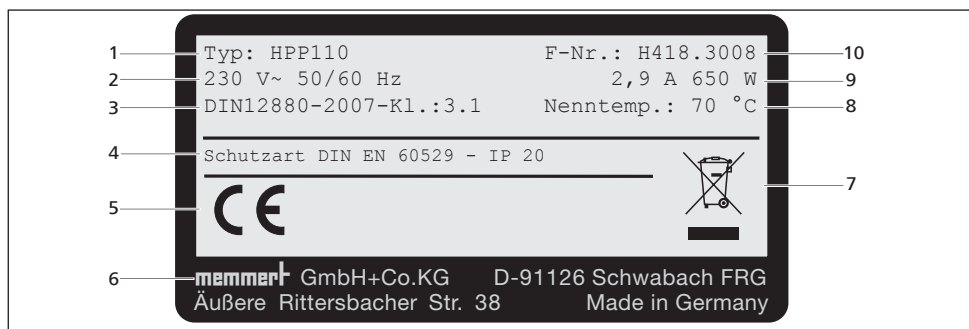 1 Typ: HPP110 F-Nr.: H418.3008 10
2 230 V~ 50/60 Hz 2,9 A 650 W 9
3 DIN12880-2007-Kl.:3.1 Nenntemp.: 70 °C 8
4 Schutzart DIN EN 60529 - IP 20
7
5 CE
6 memmert GmbH+Co.KG D-91126 Schwabach FRG
Äußere Rittersbacher Str. 38 Made in Germany